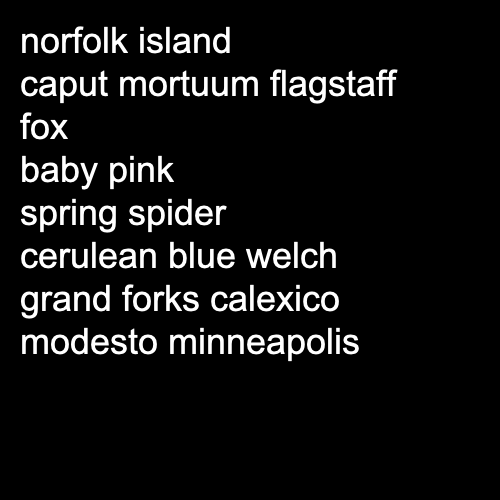 norfolk island
caput mortuum flagstaff
fox
baby pink
spring spider
cerulean blue welch
grand forks calexico
modesto minneapolis